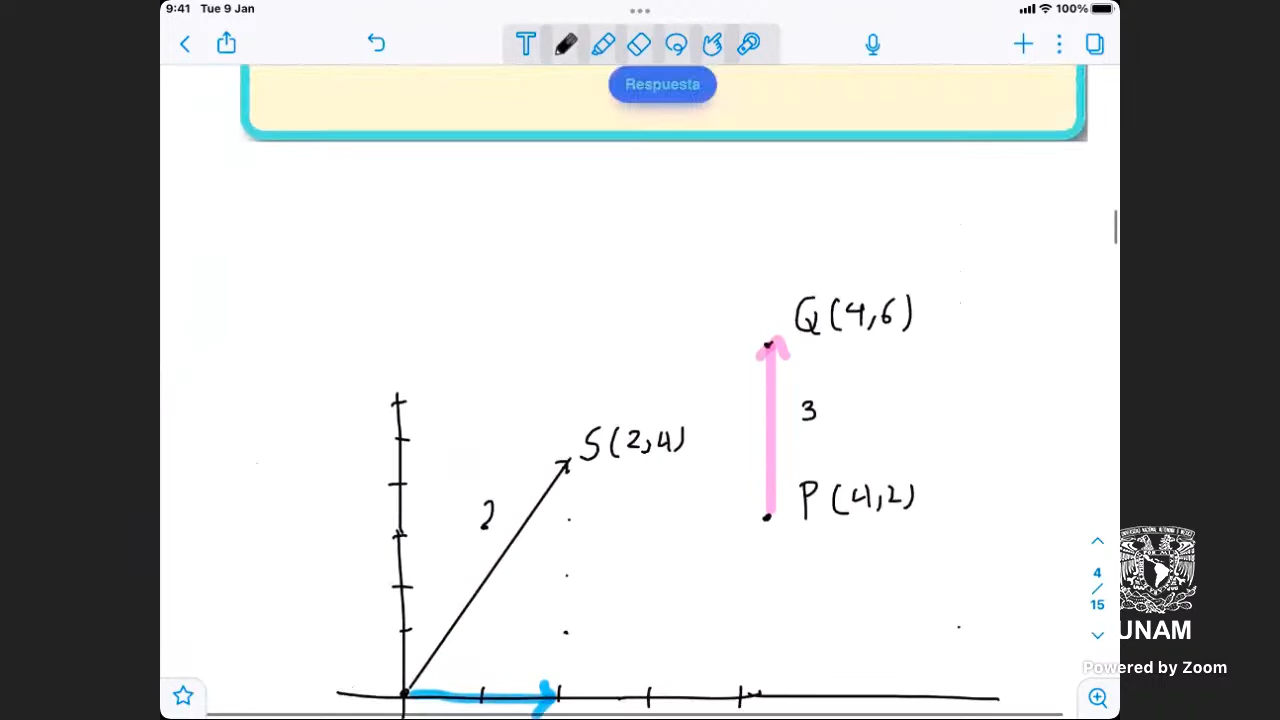 9:41 Tue 9 Jan
100%
T
Respuesta
Q(4,6)
3
S(2,4)
2
P(4,2)
4
/
15
UNAM
Powered by Zoom